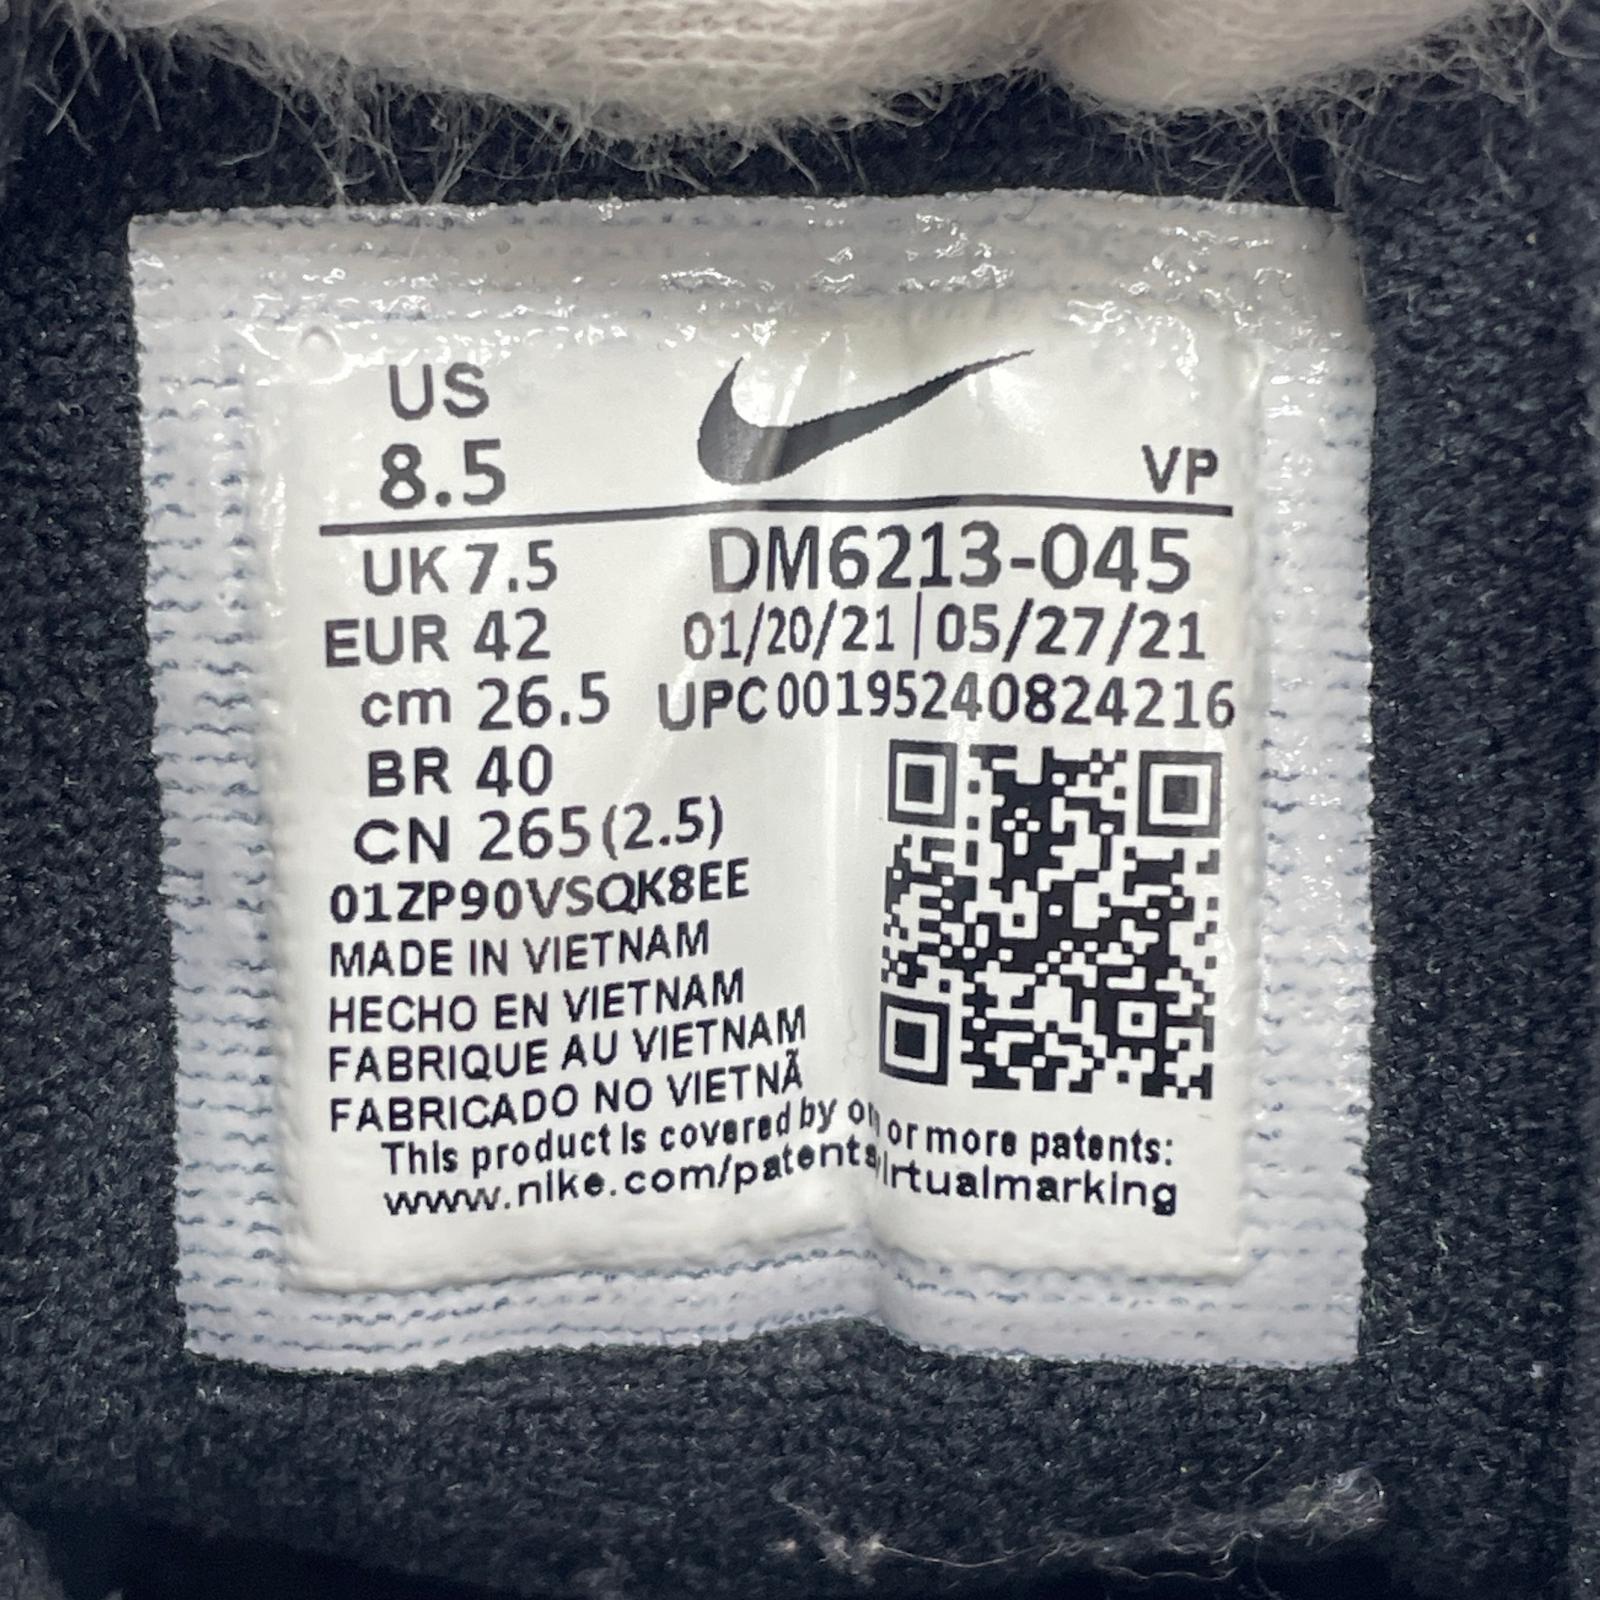 US
8.5
VP
UK 7.5
DM6213-045
EUR 42
01/20/21 | 05/27/21
cm 26.5
UPC 00195240824216
BR 40
CN 265 (2.5)
01ZP90VSQK8EE
MADE IN VIETNAM
HECHO EN VIETNAM
FABRIQUE AU VIETNAM
FABRICADO NO VIETNÃ
This product is covered by or more patents:
www.nike.com/patents irtualmarking